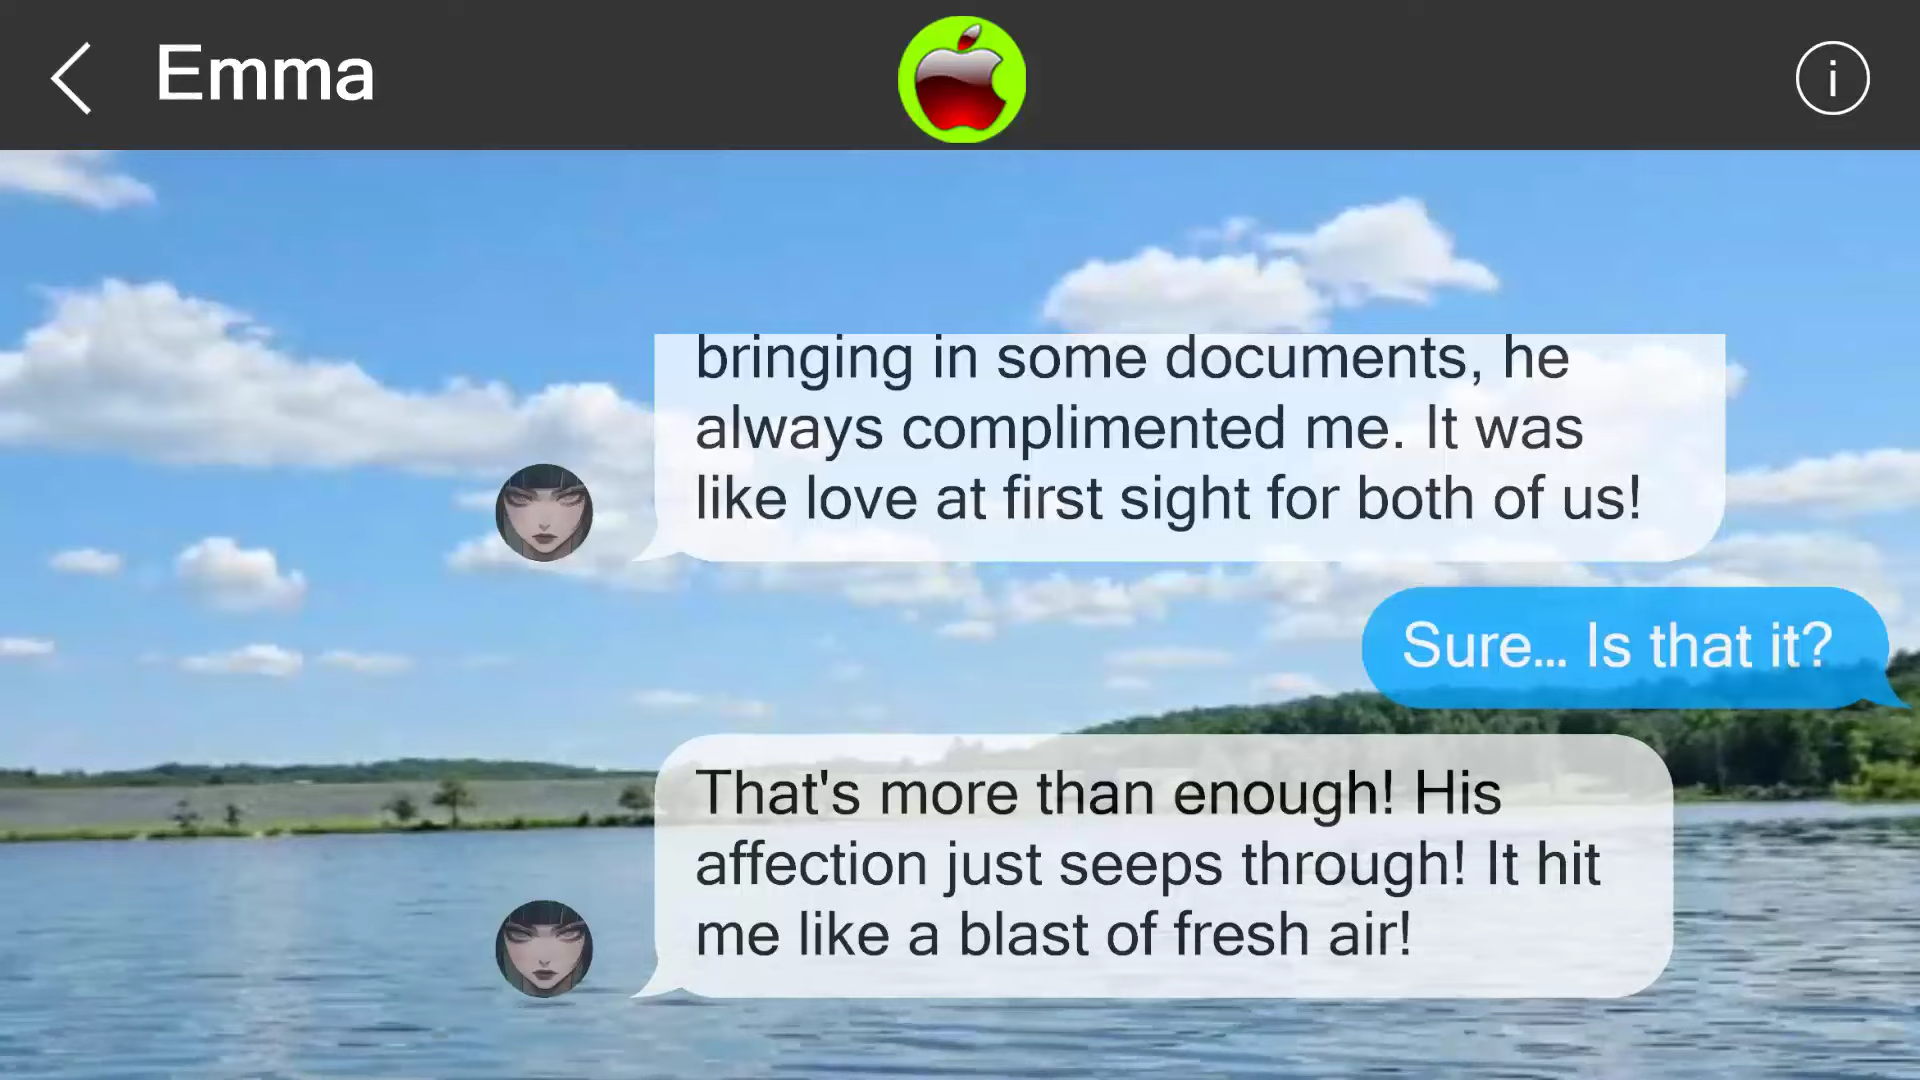 Emma
bringing in some documents, he
always complimented me. It was
like love at first sight for both of us!
Sure... Is that it?
That's more than enough! His
affection just seeps through! It hit
me like a blast of fresh air!